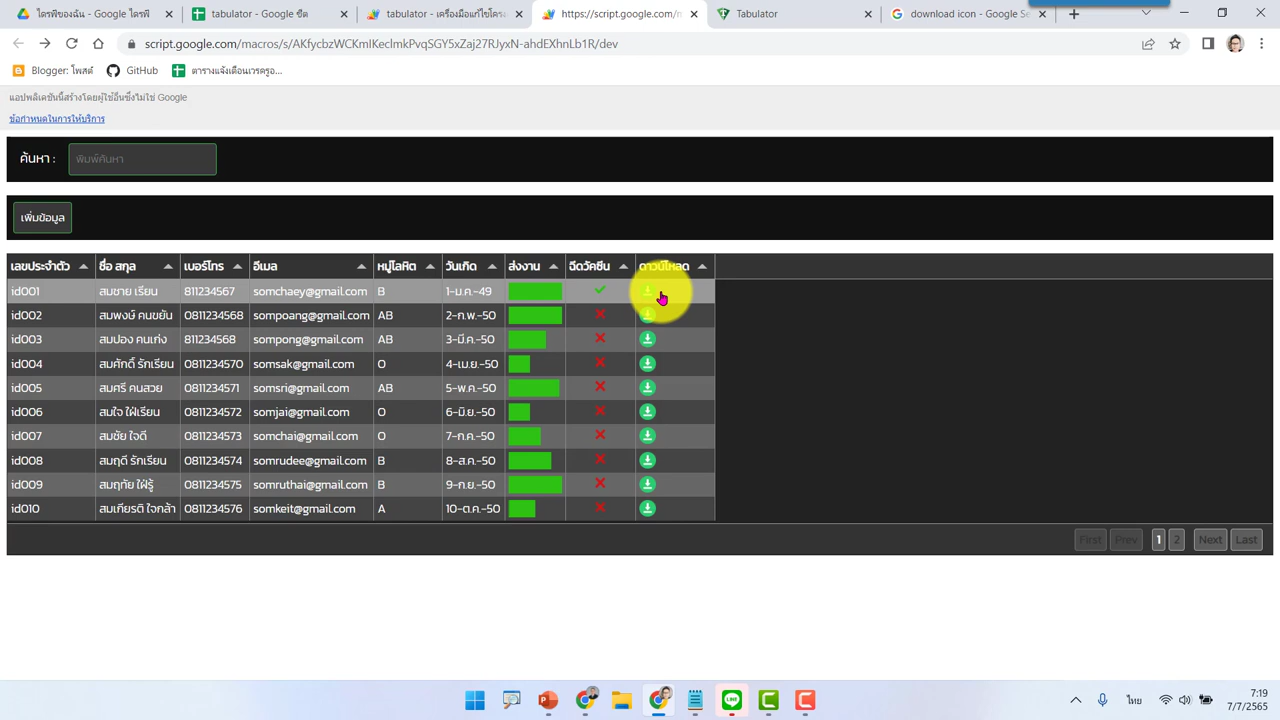 ไดรฟ์ของฉัน - Google ไดรฟ์
tabulator - Google ชีต
tabulator - เครื่องมือแก้ไขโครง
https://script.google.com/m
Tabulator
download icon - Google Se
script.google.com/macros/s/AKfycbzWCKmIKecImkPvqSGY5xZaj27RJyxN-ahdEXhnLb1R/dev
Blogger: โพสต์
GitHub
ตารางแจ้งเตือนเวรครูอ...
แอปพลิเคชันนี้สร้างโดยผู้ใช้อื่นซึ่งไม่ใช่ Google
ข้อกำหนดในการให้บริการ
ค้นหา : พิมพ์ค้นหา
เพิ่มข้อมูล
เลขประจำตัว ชื่อ สกุล เบอร์โทร อีเมล หมู่โลหิต วันเกิด ส่งงาน ฉีดวัคซีน ดาวน์โหลด
id001 สมชาย เรียน 811234567 somchaey@gmail.com B 1-ม.ค.-49
id002 สมพงษ์ คนขยัน 0811234568 sompoang@gmail.com AB 2-ก.พ.-50
id003 สมปอง คนเก่ง 811234568 sompong@gmail.com AB 3-มี.ค.-50
id004 สมศักดิ์ รักเรียน 0811234570 somsak@gmail.com O 4-เม.ย.-50
id005 สมศรี คนสวย 0811234571 somsri@gmail.com AB 5-พ.ค.-50
id006 สมใจ ใฝ่เรียน 0811234572 somjai@gmail.com O 6-มิ.ย.-50
id007 สมชัย ใจดี 0811234573 somchai@gmail.com O 7-ก.ค.-50
id008 สมฤดี รักเรียน 0811234574 somrudee@gmail.com B 8-ส.ค.-50
id009 สมฤทัย ใฝ่รู้ 0811234575 somruthai@gmail.com B 9-ก.ย.-50
id010 สมเกียรติ ใจกล้า 0811234576 somkeit@gmail.com A 10-ต.ค.-50
First Prev 1 2 Next Last
ไทย
7:19
7/7/2565